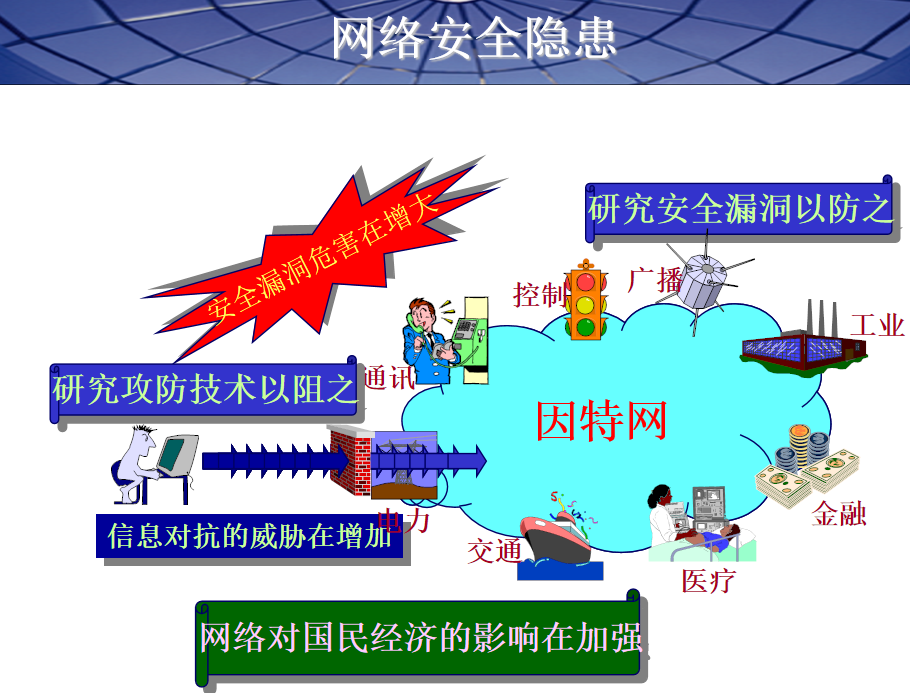 网络安全隐患
安全漏洞危害在增大
研究安全漏洞以防之
控制
广播
工业
通讯
研究攻防技术以阻之
因特网
金融
电力
信息对抗的威胁在增加
交通
医疗
网络对国民经济的影响在加强